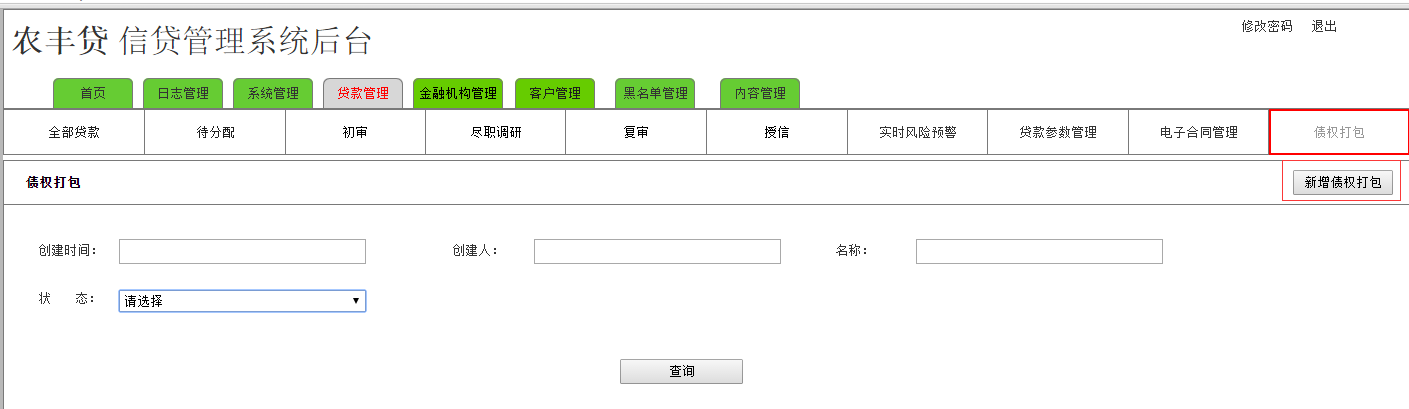 农丰贷 信贷管理系统后台
修改密码 退出
首页 日志管理 系统管理 贷款管理 金融机构管理 客户管理 黑名单管理 内容管理
全部贷款 待分配 初审 尽职调研 复审 授信 实时风险预警 贷款参数管理 电子合同管理 债权打包
债权打包 新增债权打包
创建时间： 创建人： 名称：
状 态： 请选择
查询